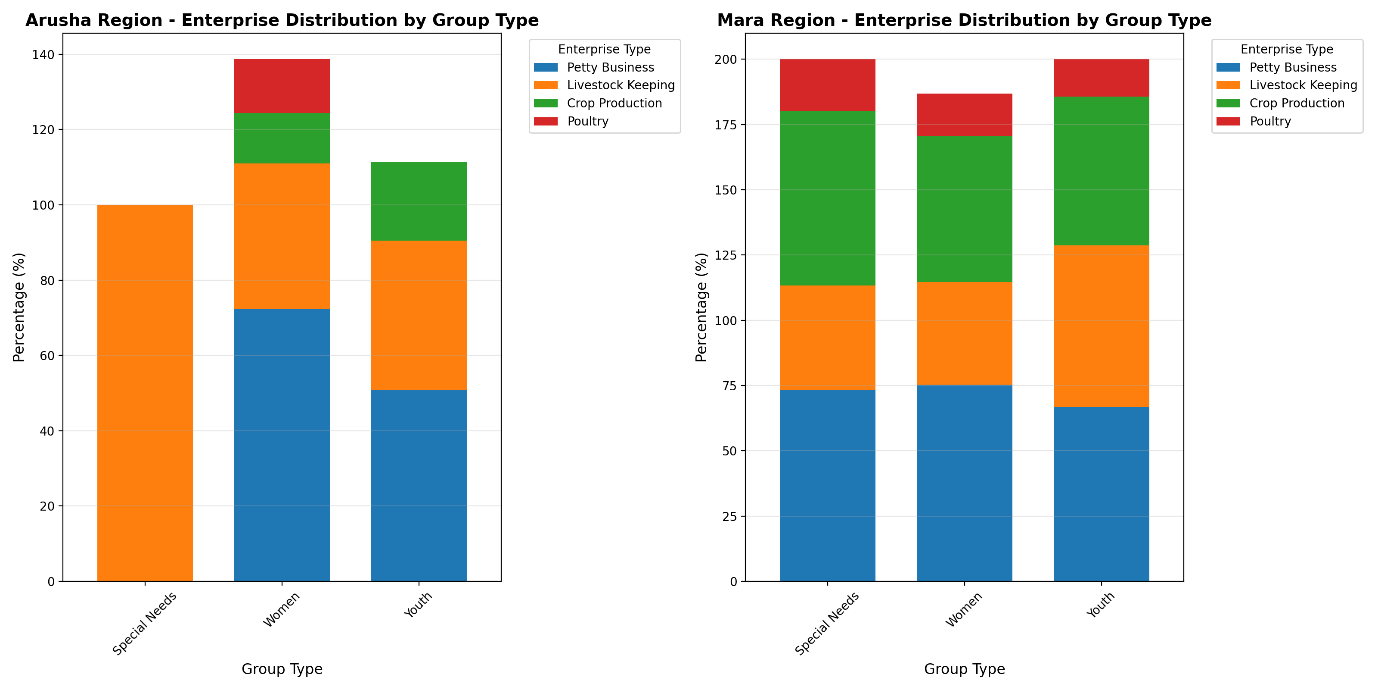 Arusha Region - Enterprise Distribution by Group Type
Percentage (%)
140
120
100
80
60
40
20
0
Special Needs
Women
Youth
Group Type
Enterprise Type
Petty Business
Livestock Keeping
Crop Production
Poultry
Mara Region - Enterprise Distribution by Group Type
Percentage (%)
200
175
150
125
100
75
50
25
0
Special Needs
Women
Youth
Group Type
Enterprise Type
Petty Business
Livestock Keeping
Crop Production
Poultry